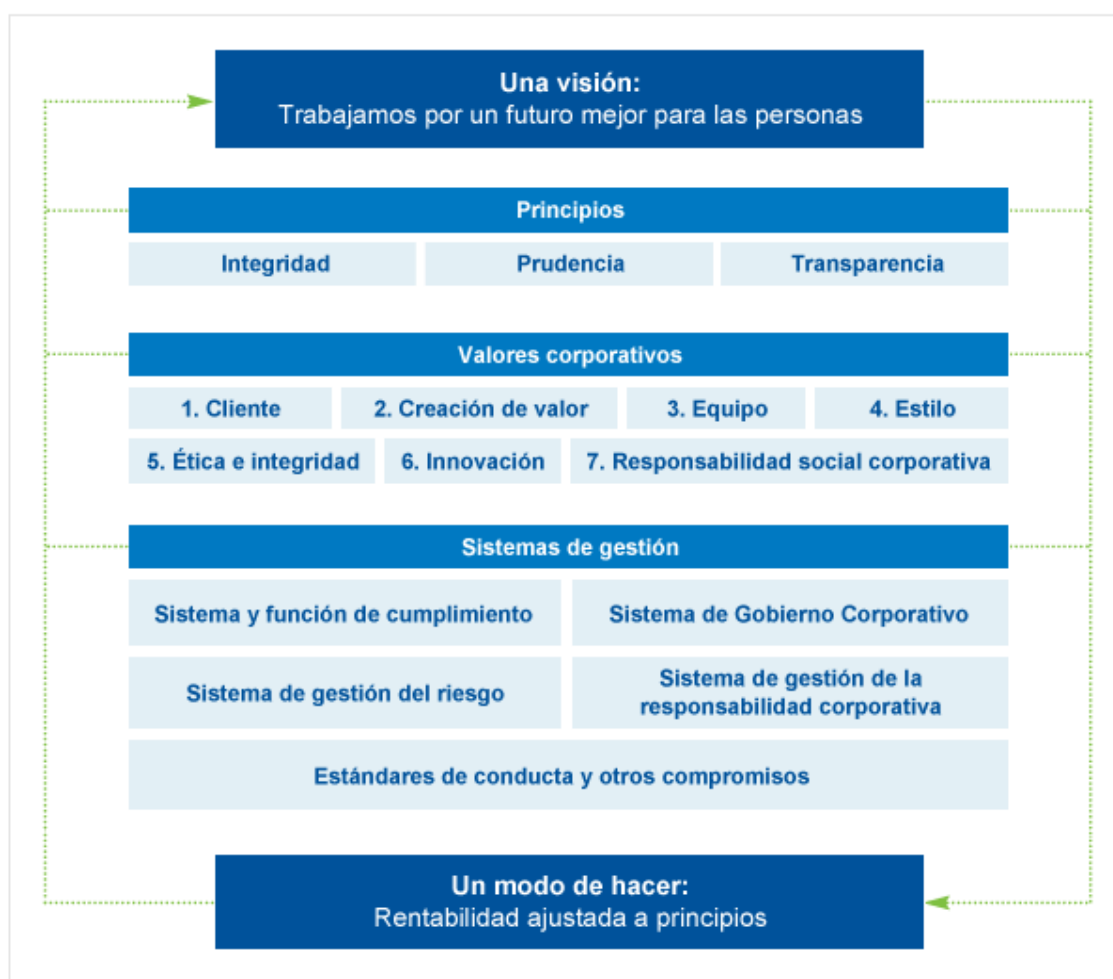 Una visión:
Trabajamos por un futuro mejor para las personas
Principios
Integridad
Prudencia
Transparencia
Valores corporativos
1. Cliente
2. Creación de valor
3. Equipo
4. Estilo
5. Ética e integridad
6. Innovación
7. Responsabilidad social corporativa
Sistemas de gestión
Sistema y función de cumplimiento
Sistema de Gobierno Corporativo
Sistema de gestión del riesgo
Sistema de gestión de la
responsabilidad corporativa
Estándares de conducta y otros compromisos
Un modo de hacer:
Rentabilidad ajustada a principios